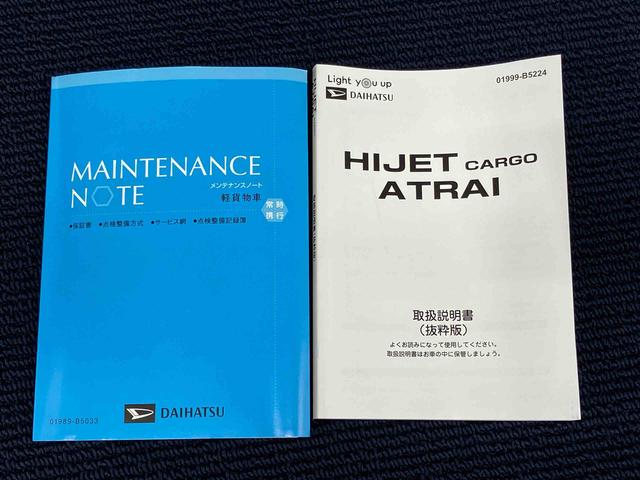 MAINTENANCE
NOTE
メンテナンスノート
軽貨物車
常時
携行
●保証書 ●点検整備方式 ●サービス網 ●点検整備記録簿
DAIHATSU
01989-B5033
Light you up
DAIHATSU
01999-B5224
HIJET CARGO
ATRAI
取扱説明書
（抜粋版）
よくお読みになって使用してください。
取扱説明書はお車の中に保管しましょう。